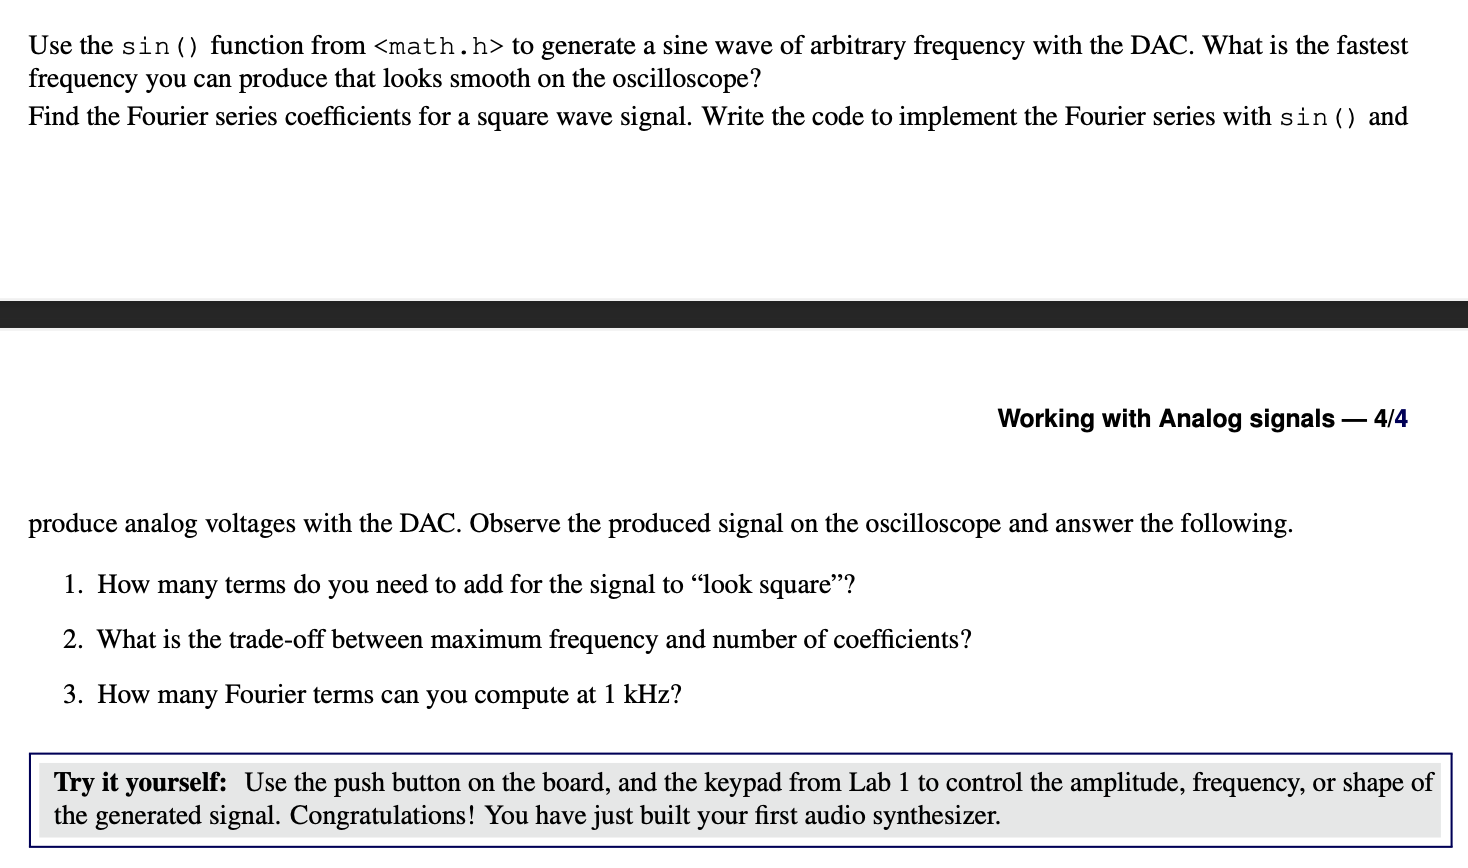 Use the sin() function from <math.h> to generate a sine wave of arbitrary frequency with the DAC. What is the fastest
frequency you can produce that looks smooth on the oscilloscope?
Find the Fourier series coefficients for a square wave signal. Write the code to implement the Fourier series with sin() and
Working with Analog signals — 4/4
produce analog voltages with the DAC. Observe the produced signal on the oscilloscope and answer the following.
1. How many terms do you need to add for the signal to “look square”?
2. What is the trade-off between maximum frequency and number of coefficients?
3. How many Fourier terms can you compute at 1 kHz?
Try it yourself: Use the push button on the board, and the keypad from Lab 1 to control the amplitude, frequency, or shape of
the generated signal. Congratulations! You have just built your first audio synthesizer.